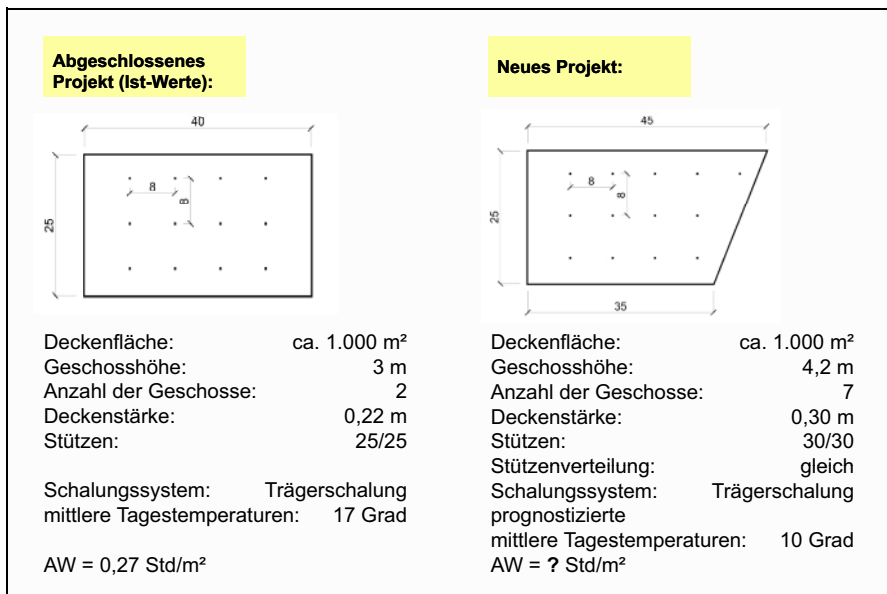 Abgeschlossenes
Projekt (Ist-Werte):
40
25
8
8
Deckenfläche: ca. 1.000 m²
Geschosshöhe: 3 m
Anzahl der Geschosse: 2
Deckenstärke: 0,22 m
Stützen: 25/25
Schalungssystem: Trägerschalung
mittlere Tagestemperaturen: 17 Grad
AW = 0,27 Std/m²
Neues Projekt:
45
25
8
8
35
Deckenfläche: ca. 1.000 m²
Geschosshöhe: 4,2 m
Anzahl der Geschosse: 7
Deckenstärke: 0,30 m
Stützen: 30/30
Stützenverteilung: gleich
Schalungssystem: Trägerschalung
prognostizierte
mittlere Tagestemperaturen: 10 Grad
AW = ? Std/m²